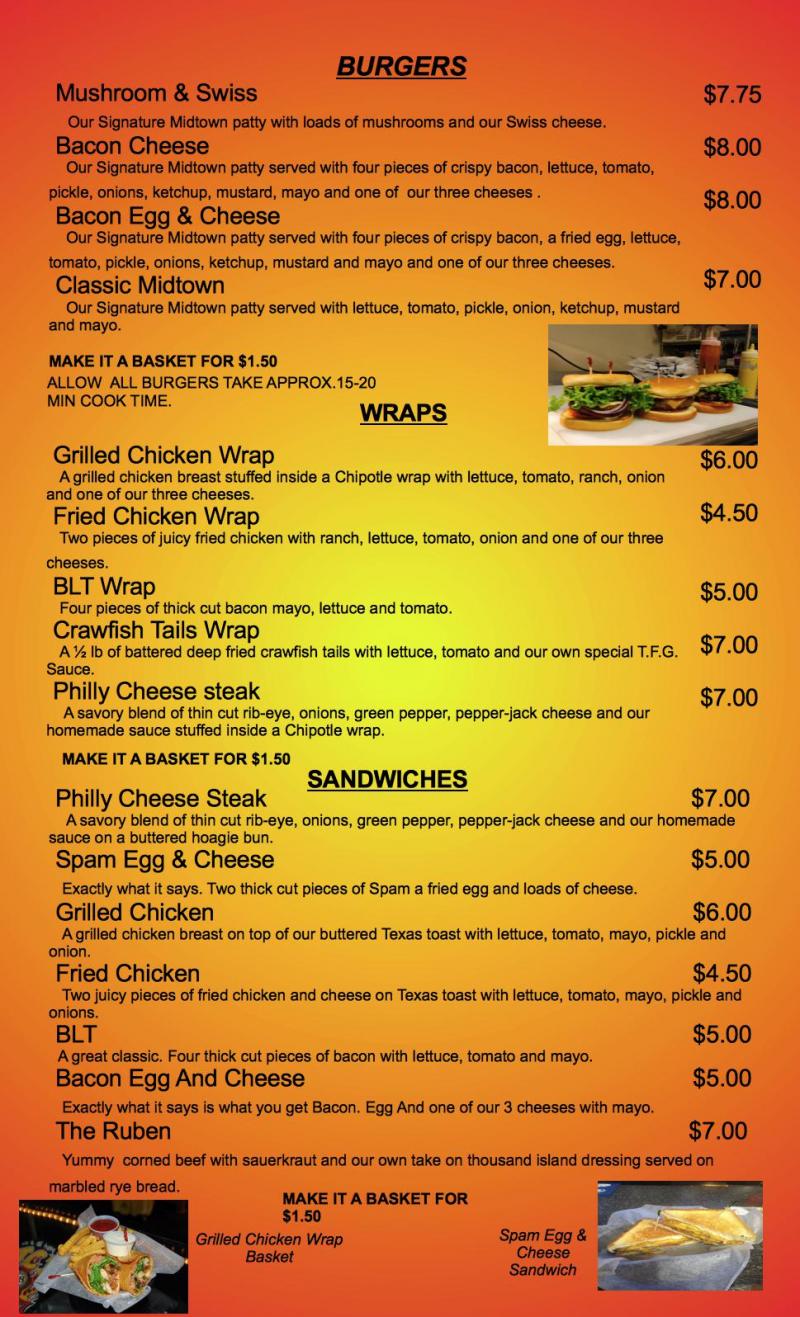 BURGERS
Mushroom & Swiss $7.75
Our Signature Midtown patty with loads of mushrooms and our Swiss cheese.
Bacon Cheese $8.00
Our Signature Midtown patty served with four pieces of crispy bacon, lettuce, tomato,
pickle, onions, ketchup, mustard, mayo and one of our three cheeses .
Bacon Egg & Cheese $8.00
Our Signature Midtown patty served with four pieces of crispy bacon, a fried egg, lettuce,
tomato, pickle, onions, ketchup, mustard and mayo and one of our three cheeses.
Classic Midtown $7.00
Our Signature Midtown patty served with lettuce, tomato, pickle, onion, ketchup, mustard
and mayo.
MAKE IT A BASKET FOR $1.50
ALLOW ALL BURGERS TAKE APPROX.15-20
MIN COOK TIME.
WRAPS
Grilled Chicken Wrap $6.00
A grilled chicken breast stuffed inside a Chipotle wrap with lettuce, tomato, ranch, onion
and one of our three cheeses.
Fried Chicken Wrap $4.50
Two pieces of juicy fried chicken with ranch, lettuce, tomato, onion and one of our three
cheeses.
BLT Wrap $5.00
Four pieces of thick cut bacon mayo, lettuce and tomato.
Crawfish Tails Wrap $7.00
A ½ lb of battered deep fried crawfish tails with lettuce, tomato and our own special T.F.G.
Sauce.
Philly Cheese steak $7.00
A savory blend of thin cut rib-eye, onions, green pepper, pepper-jack cheese and our
homemade sauce stuffed inside a Chipotle wrap.
MAKE IT A BASKET FOR $1.50
SANDWICHES
Philly Cheese Steak $7.00
A savory blend of thin cut rib-eye, onions, green pepper, pepper-jack cheese and our homemade
sauce on a buttered hoagie bun.
Spam Egg & Cheese $5.00
Exactly what it says. Two thick cut pieces of Spam a fried egg and loads of cheese.
Grilled Chicken $6.00
A grilled chicken breast on top of our buttered Texas toast with lettuce, tomato, mayo, pickle and
onion.
Fried Chicken $4.50
Two juicy pieces of fried chicken and cheese on Texas toast with lettuce, tomato, mayo, pickle and
onions.
BLT $5.00
A great classic. Four thick cut pieces of bacon with lettuce, tomato and mayo.
Bacon Egg And Cheese $5.00
Exactly what it says is what you get Bacon. Egg And one of our 3 cheeses with mayo.
The Ruben $7.00
Yummy corned beef with sauerkraut and our own take on thousand island dressing served on
marbled rye bread.
MAKE IT A BASKET FOR
$1.50
Grilled Chicken Wrap
Basket
Spam Egg &
Cheese
Sandwich